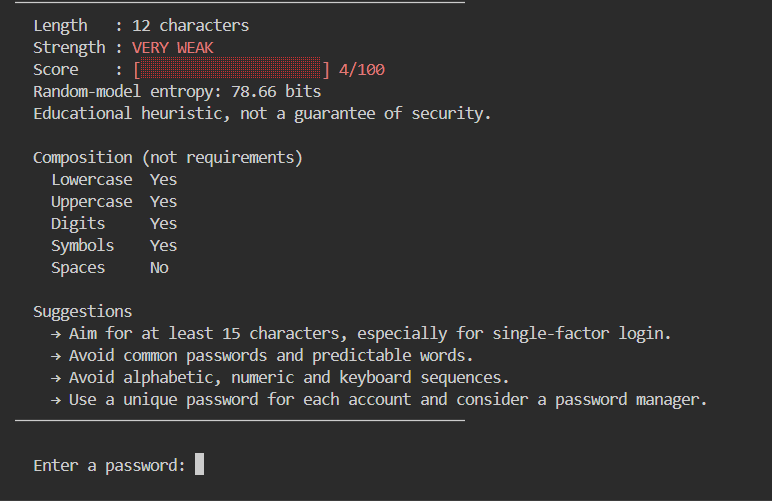 Length   : 12 characters
Strength : VERY WEAK
Score    : [░░░░░░░░░░░░░░░░░░░░] 4/100
Random-model entropy: 78.66 bits
Educational heuristic, not a guarantee of security.
Composition (not requirements)
Lowercase  Yes
Uppercase  Yes
Digits     Yes
Symbols    Yes
Spaces     No
Suggestions
→ Aim for at least 15 characters, especially for single-factor login.
→ Avoid common passwords and predictable words.
→ Avoid alphabetic, numeric and keyboard sequences.
→ Use a unique password for each account and consider a password manager.
Enter a password: